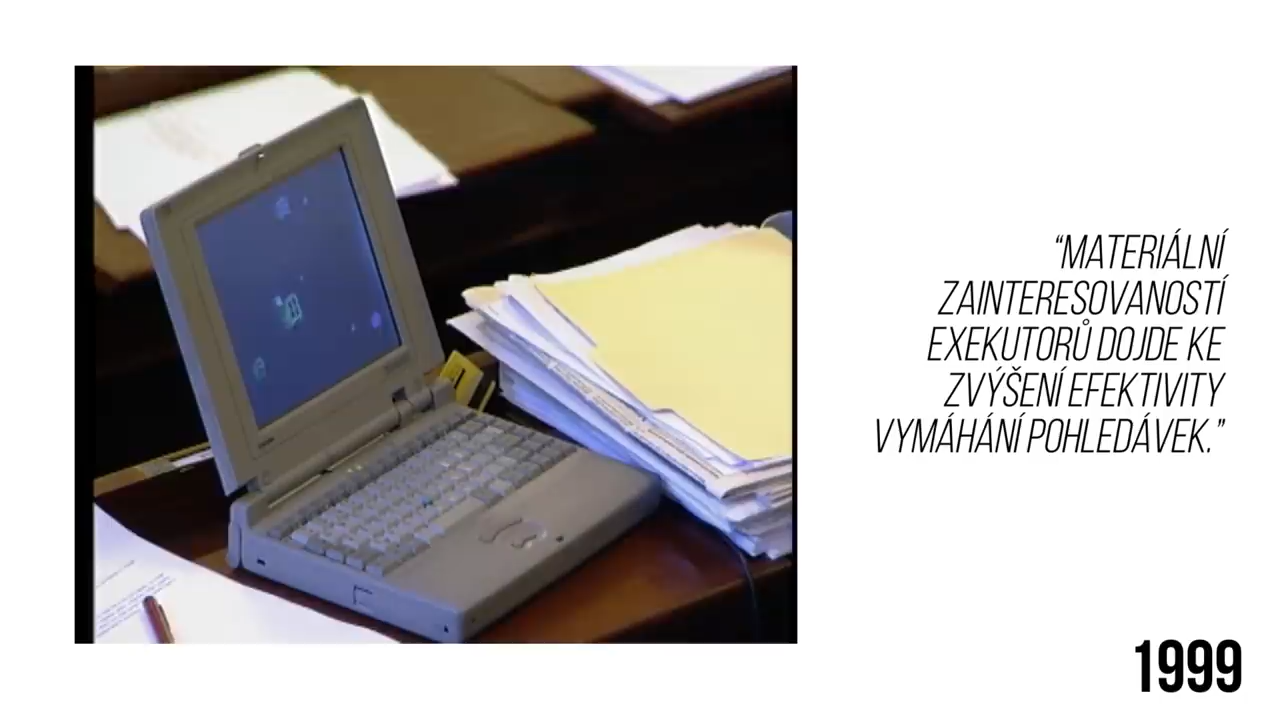 “MATERIÁLNÍ
ZAINTERESOVANOSTÍ
EXEKUTORŮ DOJDE KE
ZVÝŠENÍ EFEKTIVITY
VYMÁHÁNÍ POHLEDÁVEK.”
1999